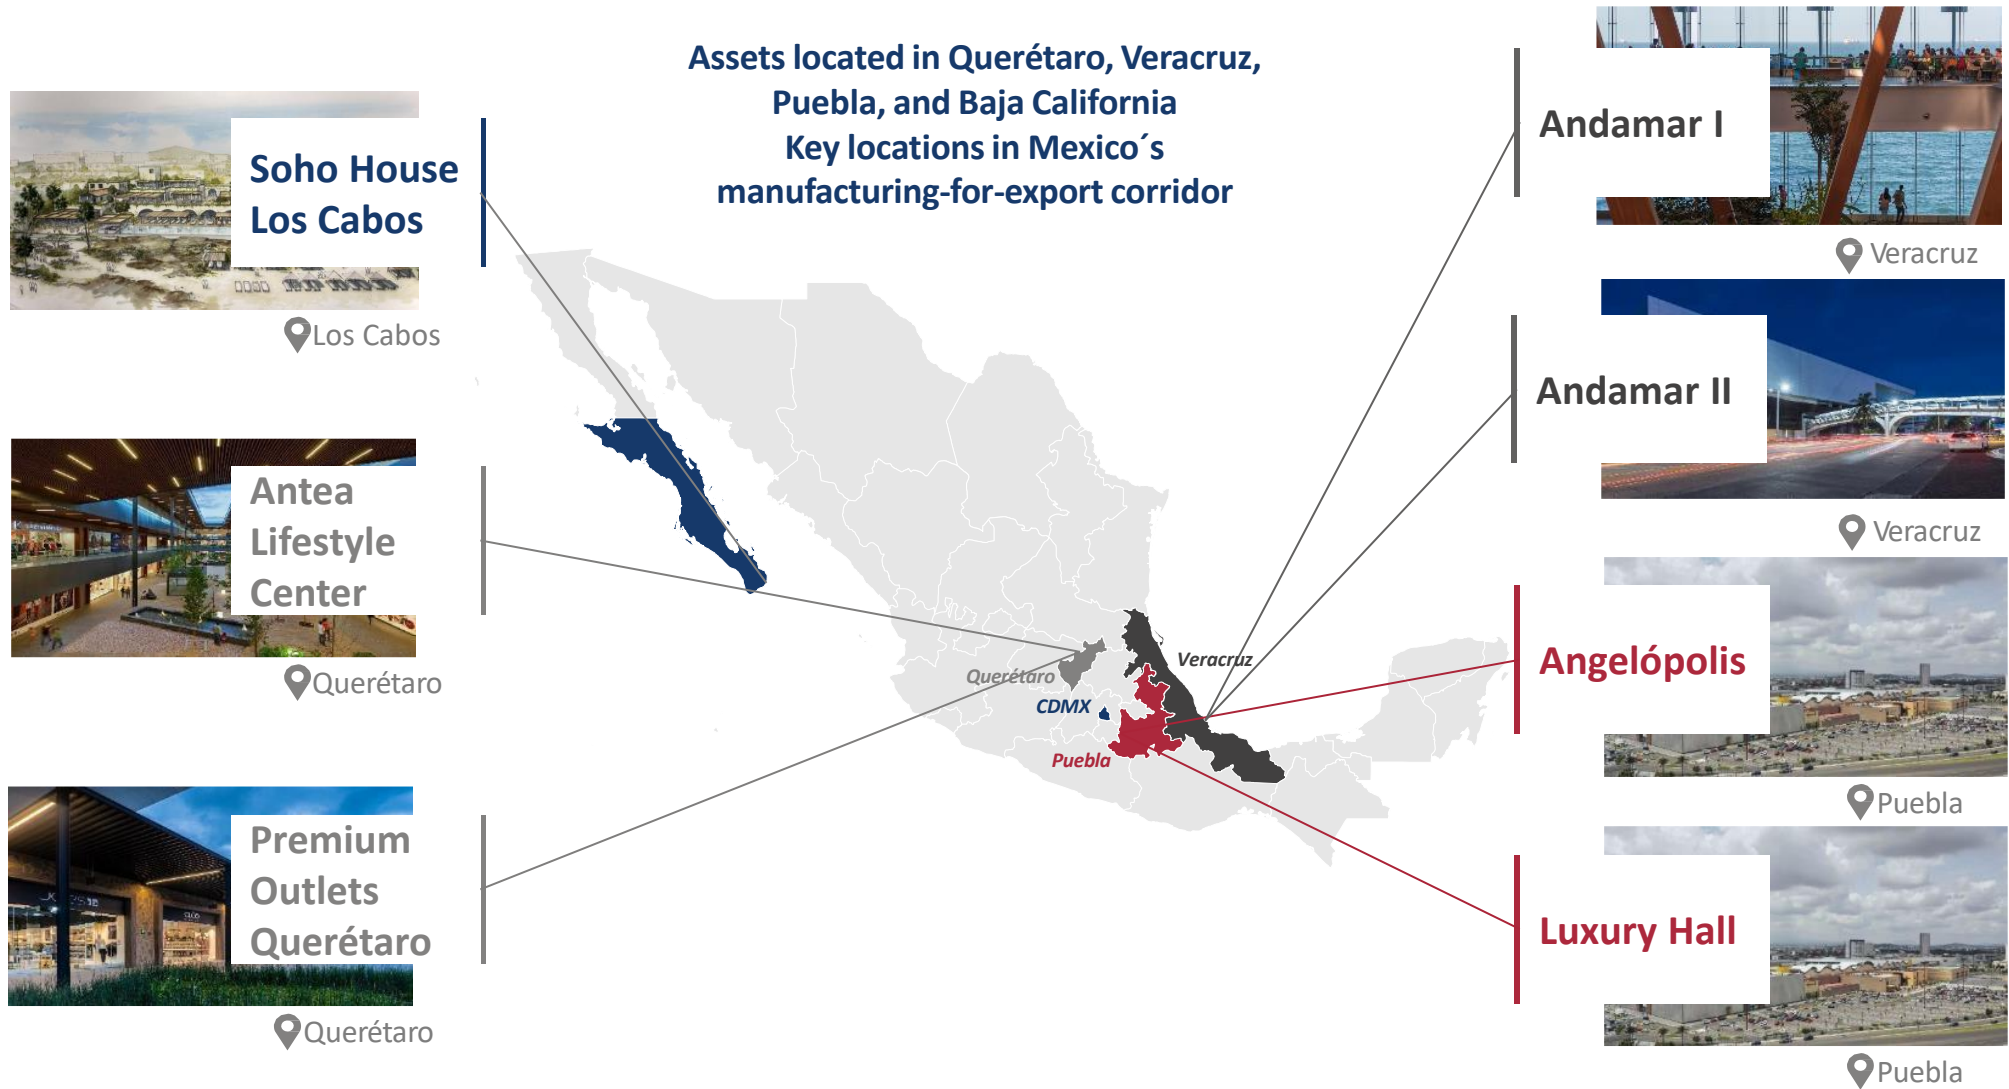 Assets located in Querétaro, Veracruz,
Puebla, and Baja California
Key locations in Mexico´s
manufacturing-for-export corridor
Soho House
Los Cabos
Los Cabos
Antea
Lifestyle
Center
Querétaro
Premium
Outlets
Querétaro
Querétaro
Querétaro
CDMX
Puebla
Veracruz
Andamar I
Veracruz
Andamar II
Veracruz
Angelópolis
Puebla
Luxury Hall
Puebla